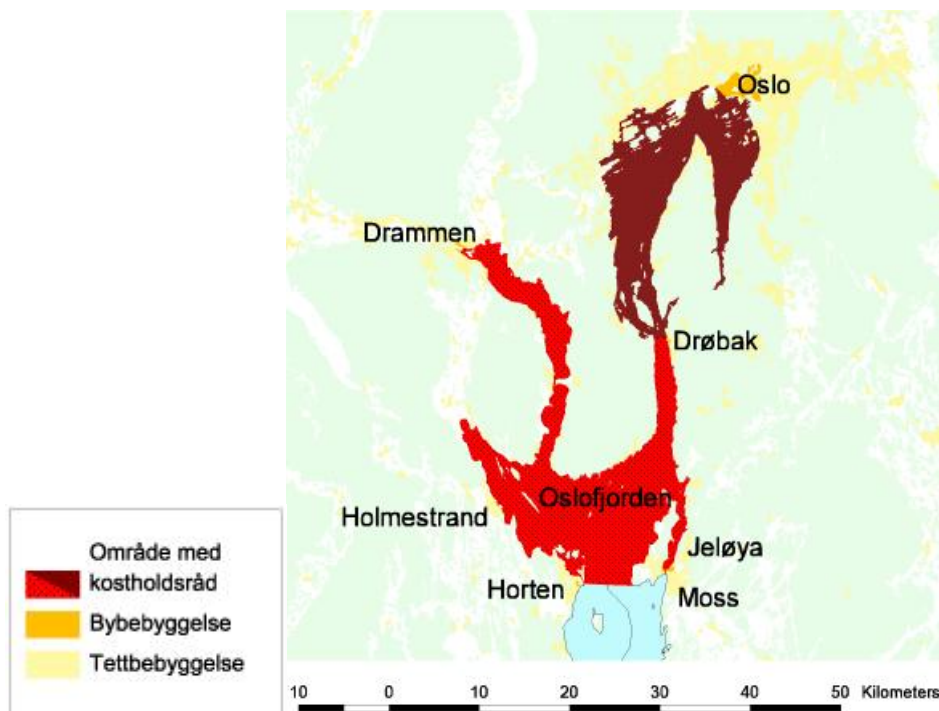 Oslo
Drammen
Drøbak
Oslofjorden
Holmestrand
Jeløya
Horten
Moss
Område med
kostholdsråd
Bybebyggelse
Tettbebyggelse
10 0 10 20 30 40 50 Kilometers